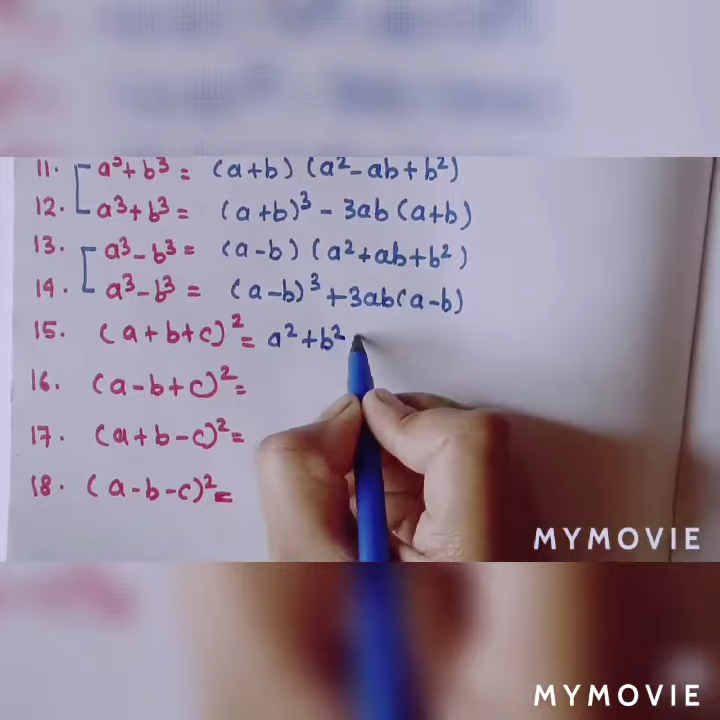 11. a³+b³ = (a+b) (a²-ab+b²)
12. a³+b³ = (a+b)³ - 3ab (a+b)
13. a³-b³ = (a-b) (a²+ab+b²)
14. a³-b³ = (a-b)³ +3ab(a-b)
15. (a+b+c)² = a²+b²
16. (a-b+c)² =
17. (a+b-c)² =
18. (a-b-c)² =
MYMOVIE
MYMOVIE